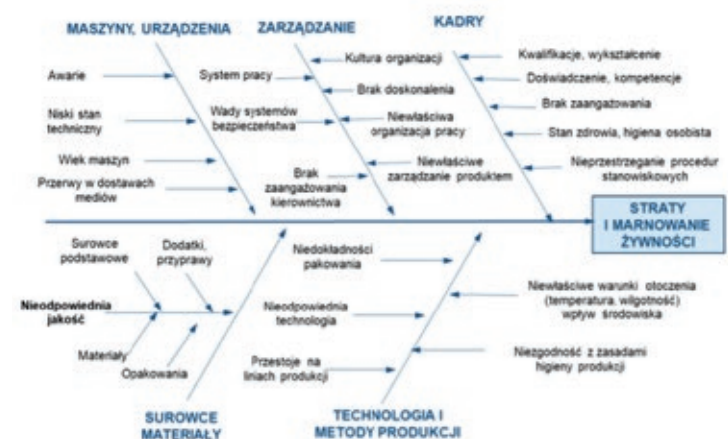 MASZYNY, URZĄDZENIA
ZARZĄDZANIE
KADRY
Awarie
Niski stan
techniczny
Wiek maszyn
Przerwy w dostawach
mediów
System pracy
Wady systemów
bezpieczeństwa
Brak
zaangażowania
kierownictwa
Kultura organizacji
Brak doskonalenia
Niewłaściwa
organizacja pracy
Niewłaściwe
zarządzanie produktem
Kwalifikacje, wykształcenie
Doświadczenie, kompetencje
Brak zaangażowania
Stan zdrowia, higiena osobista
Nieprzestrzeganie procedur
stanowiskowych
STRATY
I MARNOWANIE
ŻYWNOŚCI
Surowce
podstawowe
Dodatki,
przyprawy
Nieodpowiednia
jakość
Materiały
Opakowania
Niedokładności
pakowania
Nieodpowiednia
technologia
Przestoje na
liniach produkcji
Niewłaściwe warunki otoczenia
(temperatura, wilgotność)
wpływ środowiska
Niezgodność z zasadami
higieny produkcji
SUROWCE
MATERIAŁY
TECHNOLOGIA I
METODY PRODUKCJI